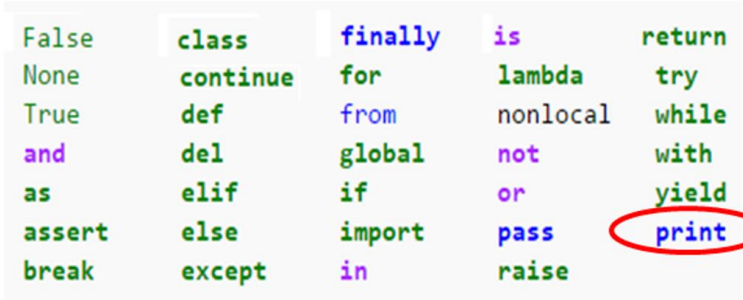 False class finally is return
None continue for lambda try
True def from nonlocal while
and del global not with
as elif if or yield
assert else import pass print
break except in raise